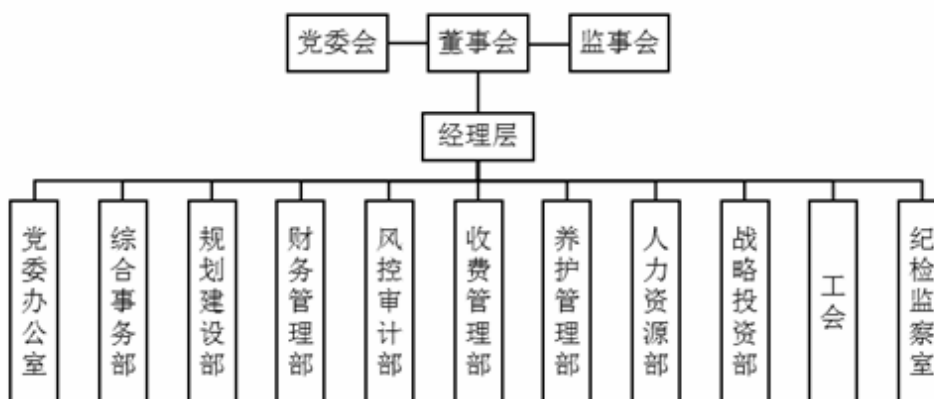 党委会
董事会
监事会
经理层
党委办公室
综合事务部
规划建设部
财务管理部
风控审计部
收费管理部
养护管理部
人力资源部
战略投资部
工会
纪检监察室